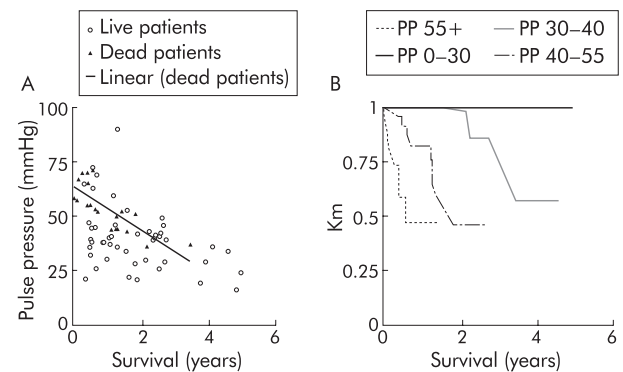 Live patients
Dead patients
Linear (dead patients)
PP 55+ PP 30–40
PP 0–30 PP 40–55
A
B
Pulse pressure (mmHg)
100
75
50
25
0
0 2 4 6
Survival (years)
Km
1
0.75
0.5
0.25
0
0 2 4 6
Survival (years)